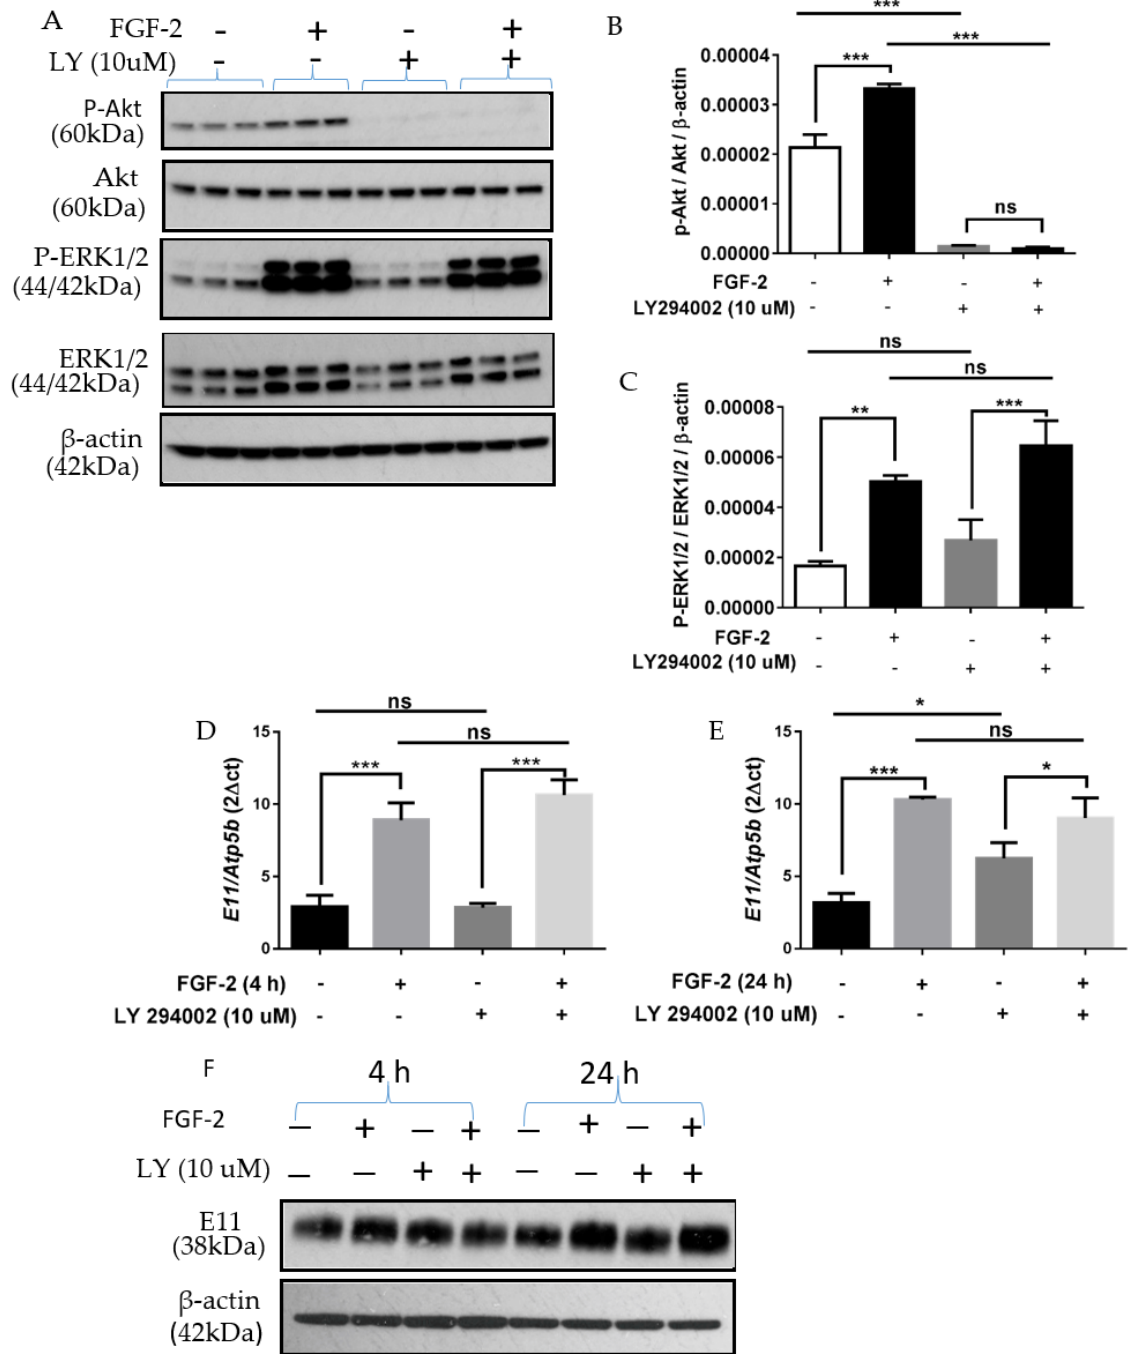 A
FGF-2 - + - +
LY (10uM) - - + +
P-Akt
(60kDa)
Akt
(60kDa)
P-ERK1/2
(44/42kDa)
ERK1/2
(44/42kDa)
β-actin
(42kDa)
B
***
***
***
ns
p-Akt / Akt / β-actin
0.00004
0.00003
0.00002
0.00001
0.00000
FGF-2 - + - +
LY294002 (10 uM) - - + +
C
ns
ns
**
***
P-ERK1/2 / ERK1/2 / β-actin
0.00008
0.00006
0.00004
0.00002
0.00000
FGF-2 - + - +
LY294002 (10 uM) - - + +
D
ns
ns
***
***
E11/Atp5b (2Δct)
15
10
5
0
FGF-2 (4 h) - + - +
LY 294002 (10 uM) - - + +
E
*
ns
***
*
E11/Atp5b (2Δct)
15
10
5
0
FGF-2 (24 h) - + - +
LY 294002 (10 uM) - - + +
F
4 h 24 h
FGF-2 – + – + – + – +
LY (10 uM) – – + + – – + +
E11
(38kDa)
β-actin
(42kDa)